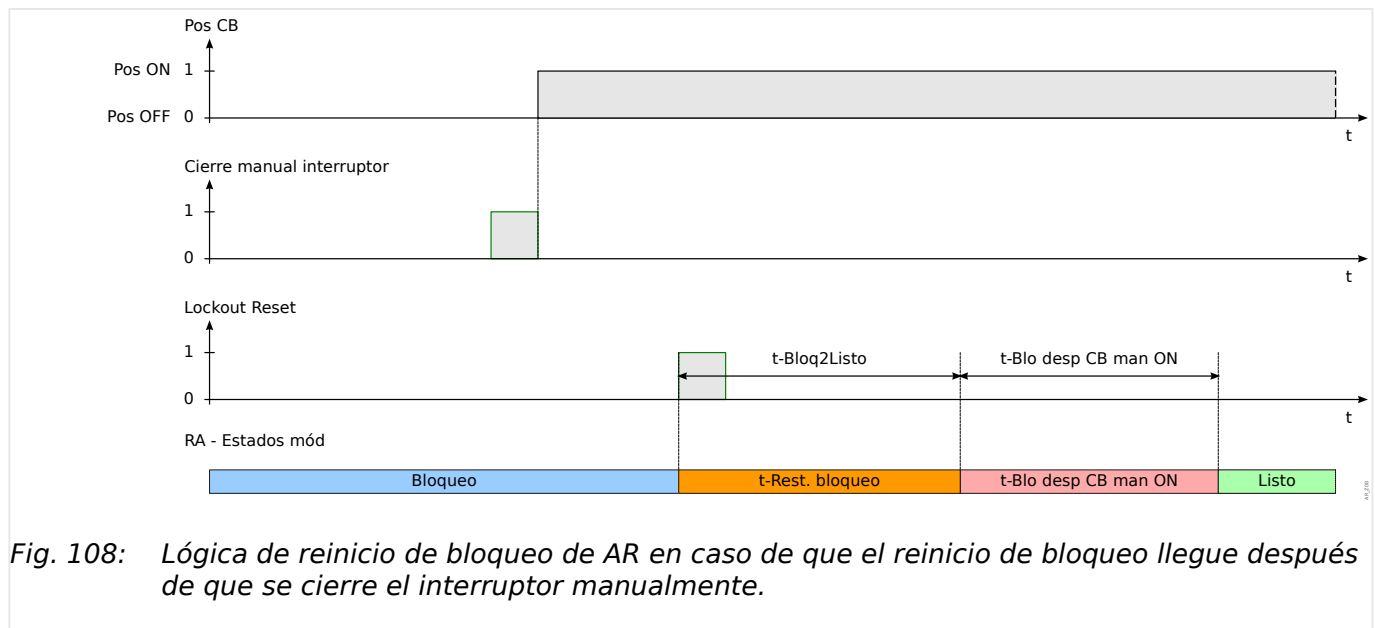 Pos CB
Pos ON 1
Pos OFF 0
t
Cierre manual interruptor
1
0
t
Lockout Reset
1
t-Bloq2Listo
t-Blo desp CB man ON
0
t
RA - Estados mód
Bloqueo
t-Rest. bloqueo
t-Blo desp CB man ON
Listo
Fig. 108: Lógica de reinicio de bloqueo de AR en caso de que el reinicio de bloqueo llegue después
de que se cierre el interruptor manualmente.